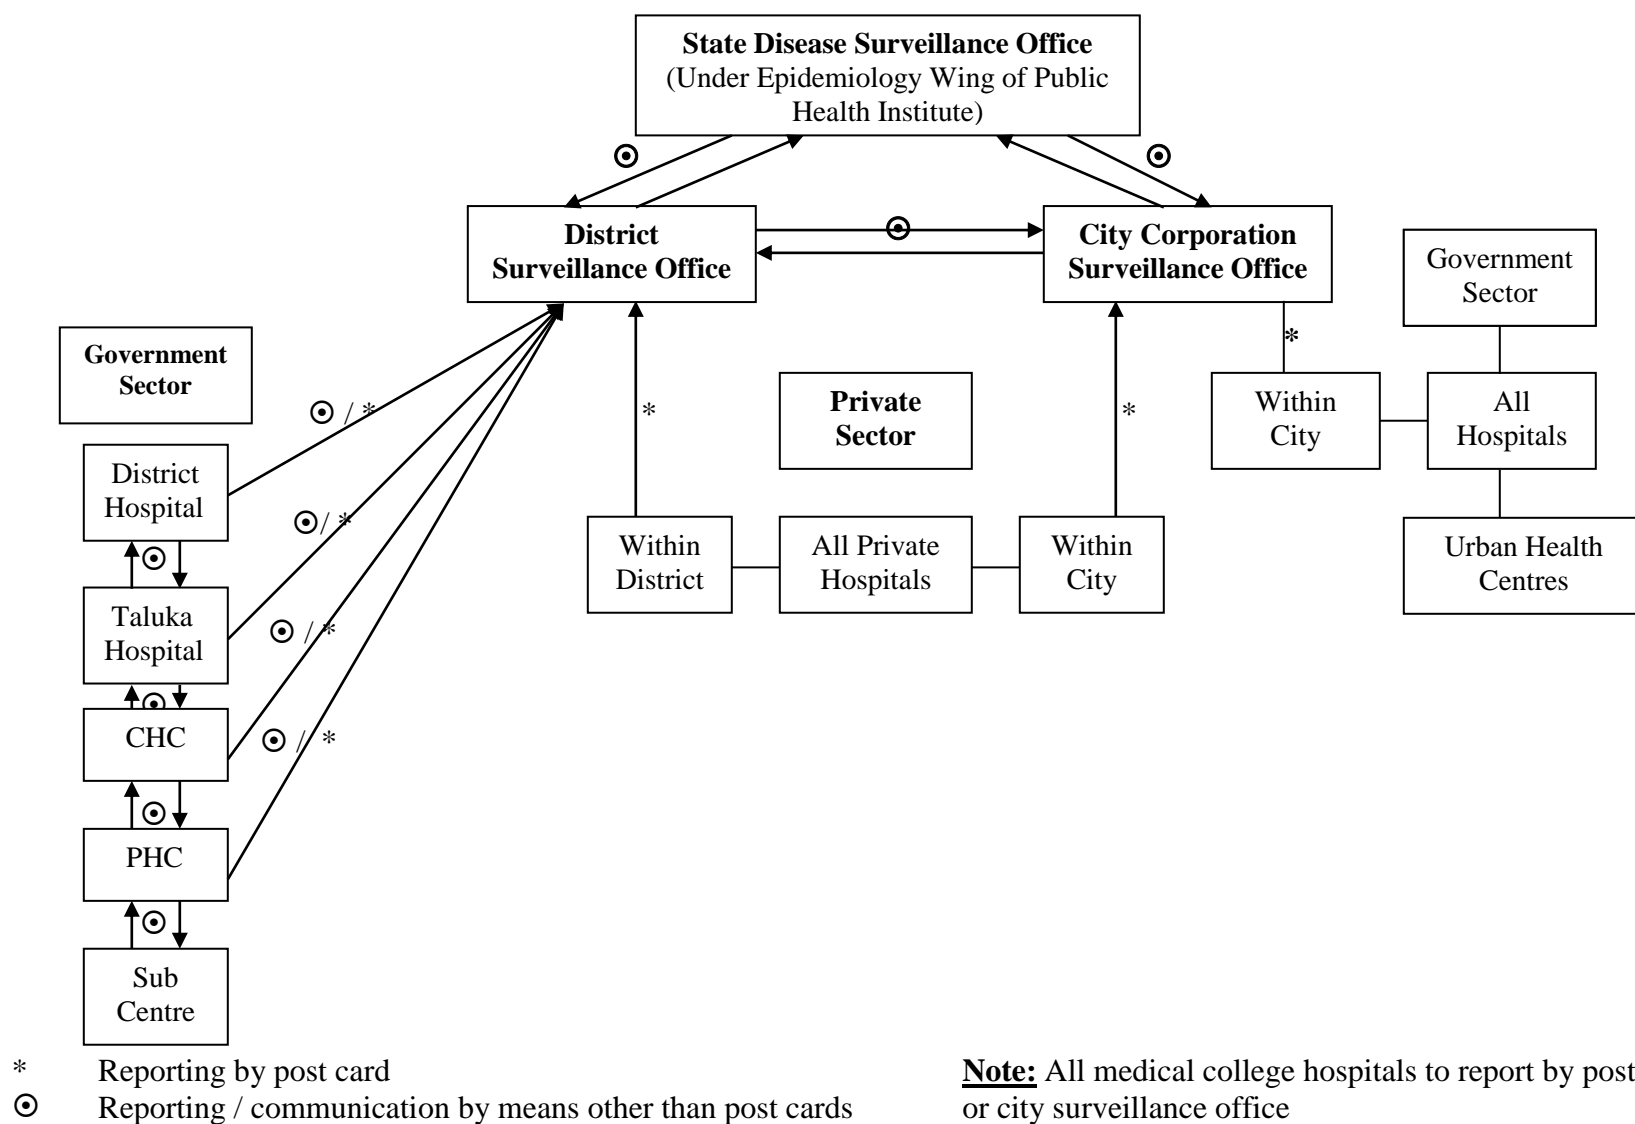 State Disease Surveillance Office
(Under Epidemiology Wing of Public
Health Institute)
☉
☉
District
Surveillance Office
☉
City Corporation
Surveillance Office
Government
Sector
Government
Sector
☉ / *
*
Private
Sector
*
*
Within
City
All
Hospitals
District
Hospital
☉/ *
☉
Within
District
All Private
Hospitals
Within
City
Urban Health
Centres
Taluka
Hospital
☉ / *
☉
CHC
☉ / *
☉
PHC
☉
Sub
Centre
* Reporting by post card
☉ Reporting / communication by means other than post cards
Note: All medical college hospitals to report by post
or city surveillance office